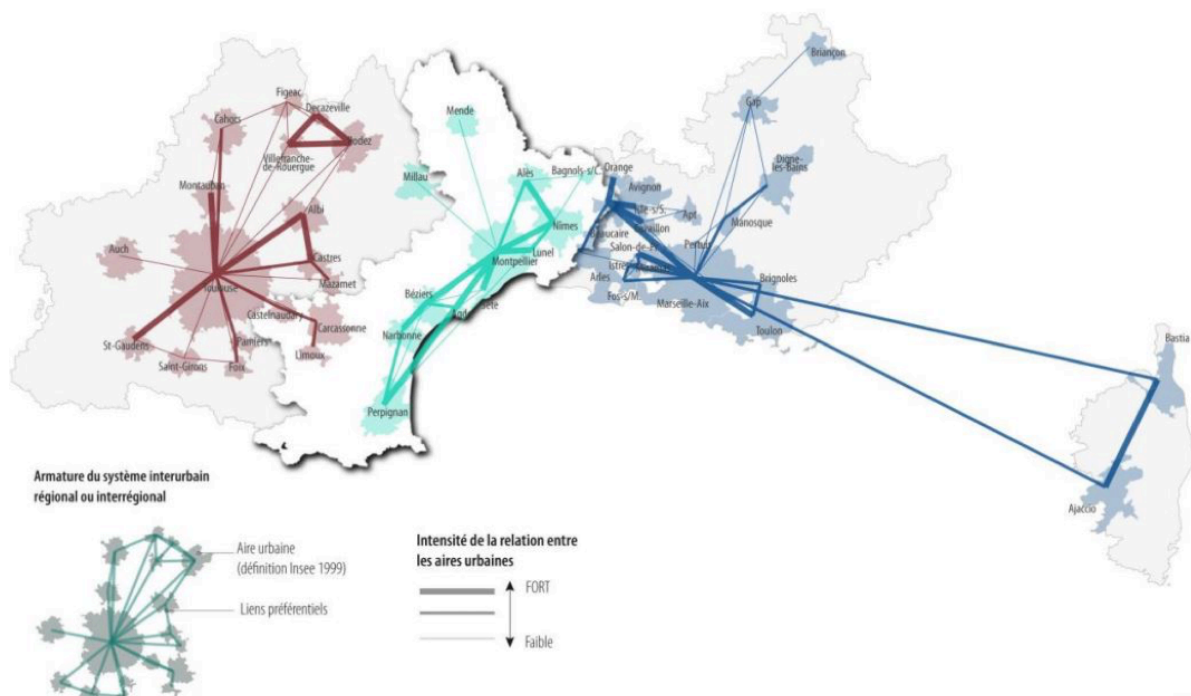 Briançon
Figeac
Gap
Decazeville
Mende
Cahors
Rodez
Villefranche-
de-Rouergue
Digne-
les-Bains
Millau
Alès
Bagnols-s/C.
Orange
Montauban
Avignon
Albi
Apt
Nîmes
Manosque
Auch
Castres
Montpellier
Lunel
Salon-de-
Pertuis
Istres
Toulouse
Mazamet
Arles
Brignoles
Béziers
Sète
Agde
Fos-s/M.
Marseille-Aix
Castelnaudary
Carcassonne
Narbonne
Toulon
St-Gaudens
Pamiers
Limoux
Bastia
Saint-Girons
Foix
Perpignan
Ajaccio
Armature du système interurbain
régional ou interrégional
Aire urbaine
(définition Insee 1999)
Liens préférentiels
Intensité de la relation entre
les aires urbaines
FORT
Faible